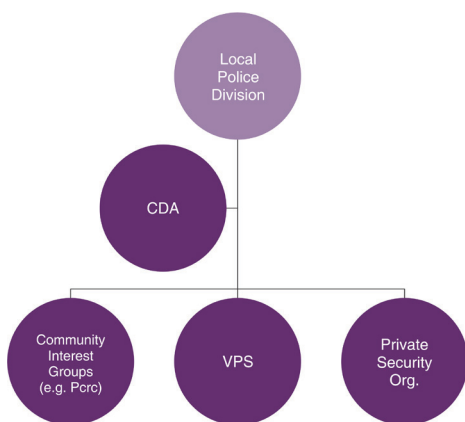 Local
Police
Division
CDA
Community
Interest
Groups
(e.g. Pcrc)
VPS
Private
Security
Org.